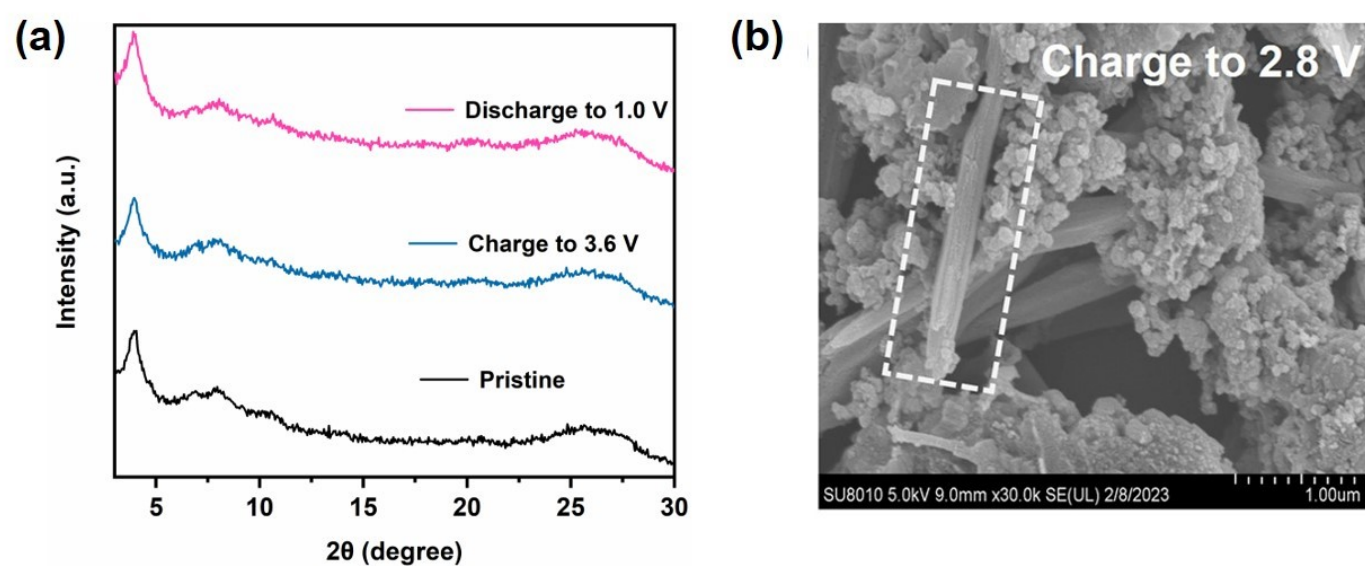 (a)
Intensity (a.u.)
Discharge to 1.0 V
Charge to 3.6 V
Pristine
5 10 15 20 25 30
2θ (degree)
(b)
Charge to 2.8 V
SU8010 5.0kV 9.0mm x30.0k SE(UL) 2/8/2023 1.00um